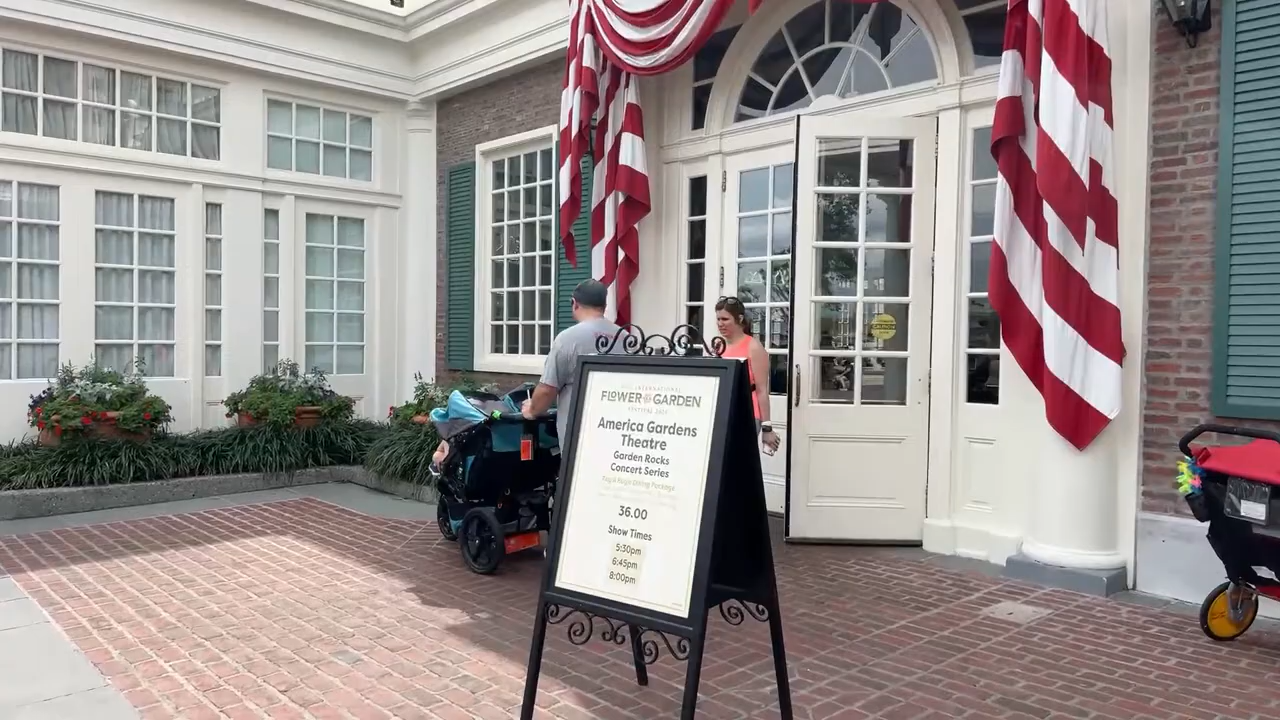 INTERNATIONAL
FLOWER GARDEN
FESTIVAL
America Gardens
Theatre
Garden Rocks
Concert Series
36.00
Show Times
5:30pm
6:45pm
8:00pm